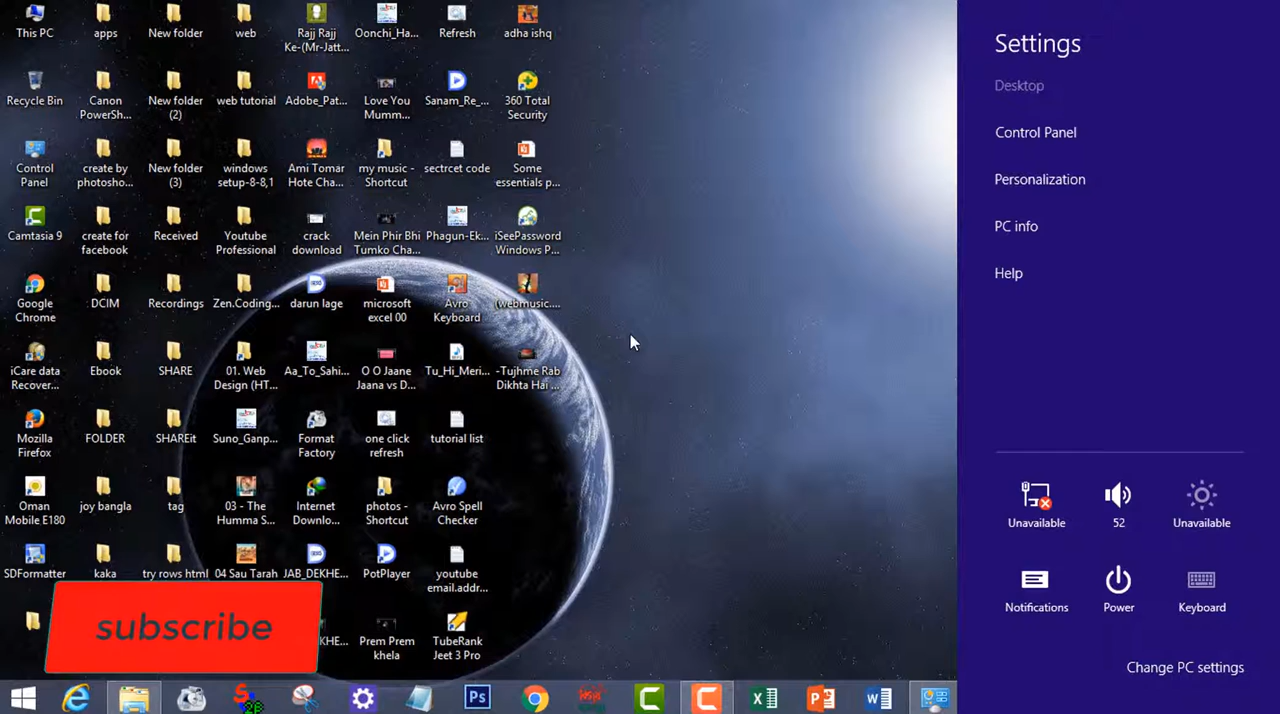 This PC
apps
New folder
web
Rajj Rajj
Ke-(Mr-Jatt...
Oonchi_Ha...
Refresh
adha ishq
Recycle Bin
Canon
PowerSh...
New folder
(2)
web tutorial
Adobe_Pat...
Love You
Mumm...
Sanam_Re_...
360 Total
Security
Control
Panel
create by
photosho...
New folder
(3)
windows
setup-8-8,1
Ami Tomar
Hote Cha...
my music -
Shortcut
sectrcet code
Some
essentials p...
Camtasia 9
create for
facebook
Received
Youtube
Professional
crack
download
Mein Phir Bhi
Tumko Cha...
Phagun-Ek...
iSeePassword
Windows P...
Google
Chrome
DCIM
Recordings
Zen.Coding...
darun lage
microsoft
excel 00
Avro
Keyboard
(webmusic....
iCare data
Recover...
Ebook
SHARE
01. Web
Design (HT...
Aa_To_Sahi...
O O Jaane
Jaana vs D...
Tu_Hi_Meri...
-Tujhme Rab
Dikhta Hai ...
Mozilla
Firefox
FOLDER
SHAREit
Suno_Ganp...
Format
Factory
one click
refresh
tutorial list
Oman
Mobile E180
joy bangla
tag
03 - The
Humma S...
Internet
Downlo...
photos -
Shortcut
Avro Spell
Checker
SDFormatter
kaka
try rows html
04 Sau Tarah
JAB_DEKHE...
PotPlayer
youtube
email.addr...
subscribe
Prem Prem
khela
TubeRank
Jeet 3 Pro
Settings
Desktop
Control Panel
Personalization
PC info
Help
Unavailable
52
Unavailable
Notifications
Power
Keyboard
Change PC settings